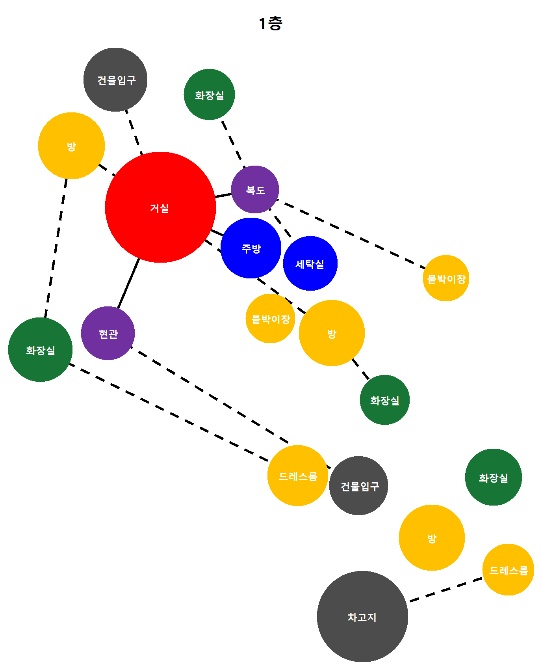 1층
건물입구
화장실
방
복도
거실
주방
세탁실
붙박이장
붙박이장
방
현관
화장실
화장실
드레스룸
건물입구
화장실
방
드레스룸
차고지